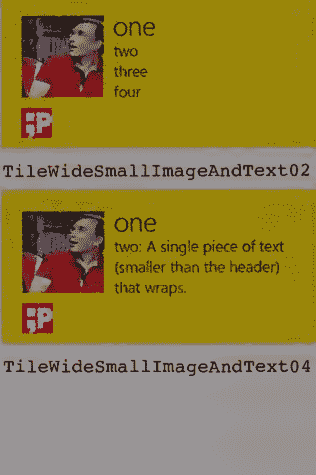 one
two
three
four
;P
TileWideSmallImageAndText02
one
two: A single piece of text
(smaller than the header)
that wraps.
;P
TileWideSmallImageAndText04